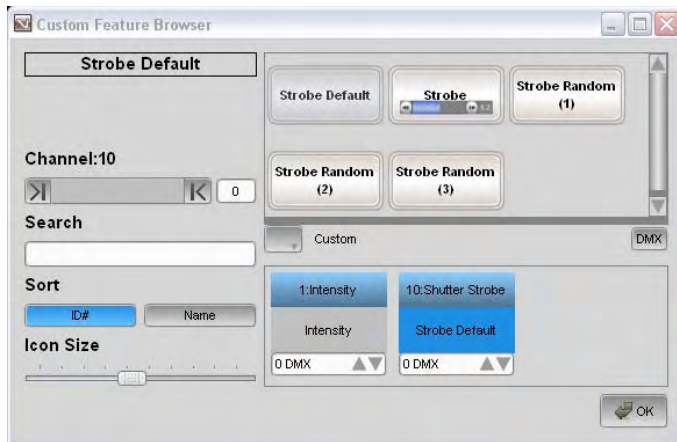 Custom Feature Browser
Strobe Default
Channel:10
0
Search
Sort
ID#
Name
Icon Size
Strobe Default
Strobe
Strobe Random
(1)
Strobe Random
(2)
Strobe Random
(3)
Custom
DMX
1:Intensity
10:Shutter Strobe
Intensity
Strobe Default
0 DMX
0 DMX
OK